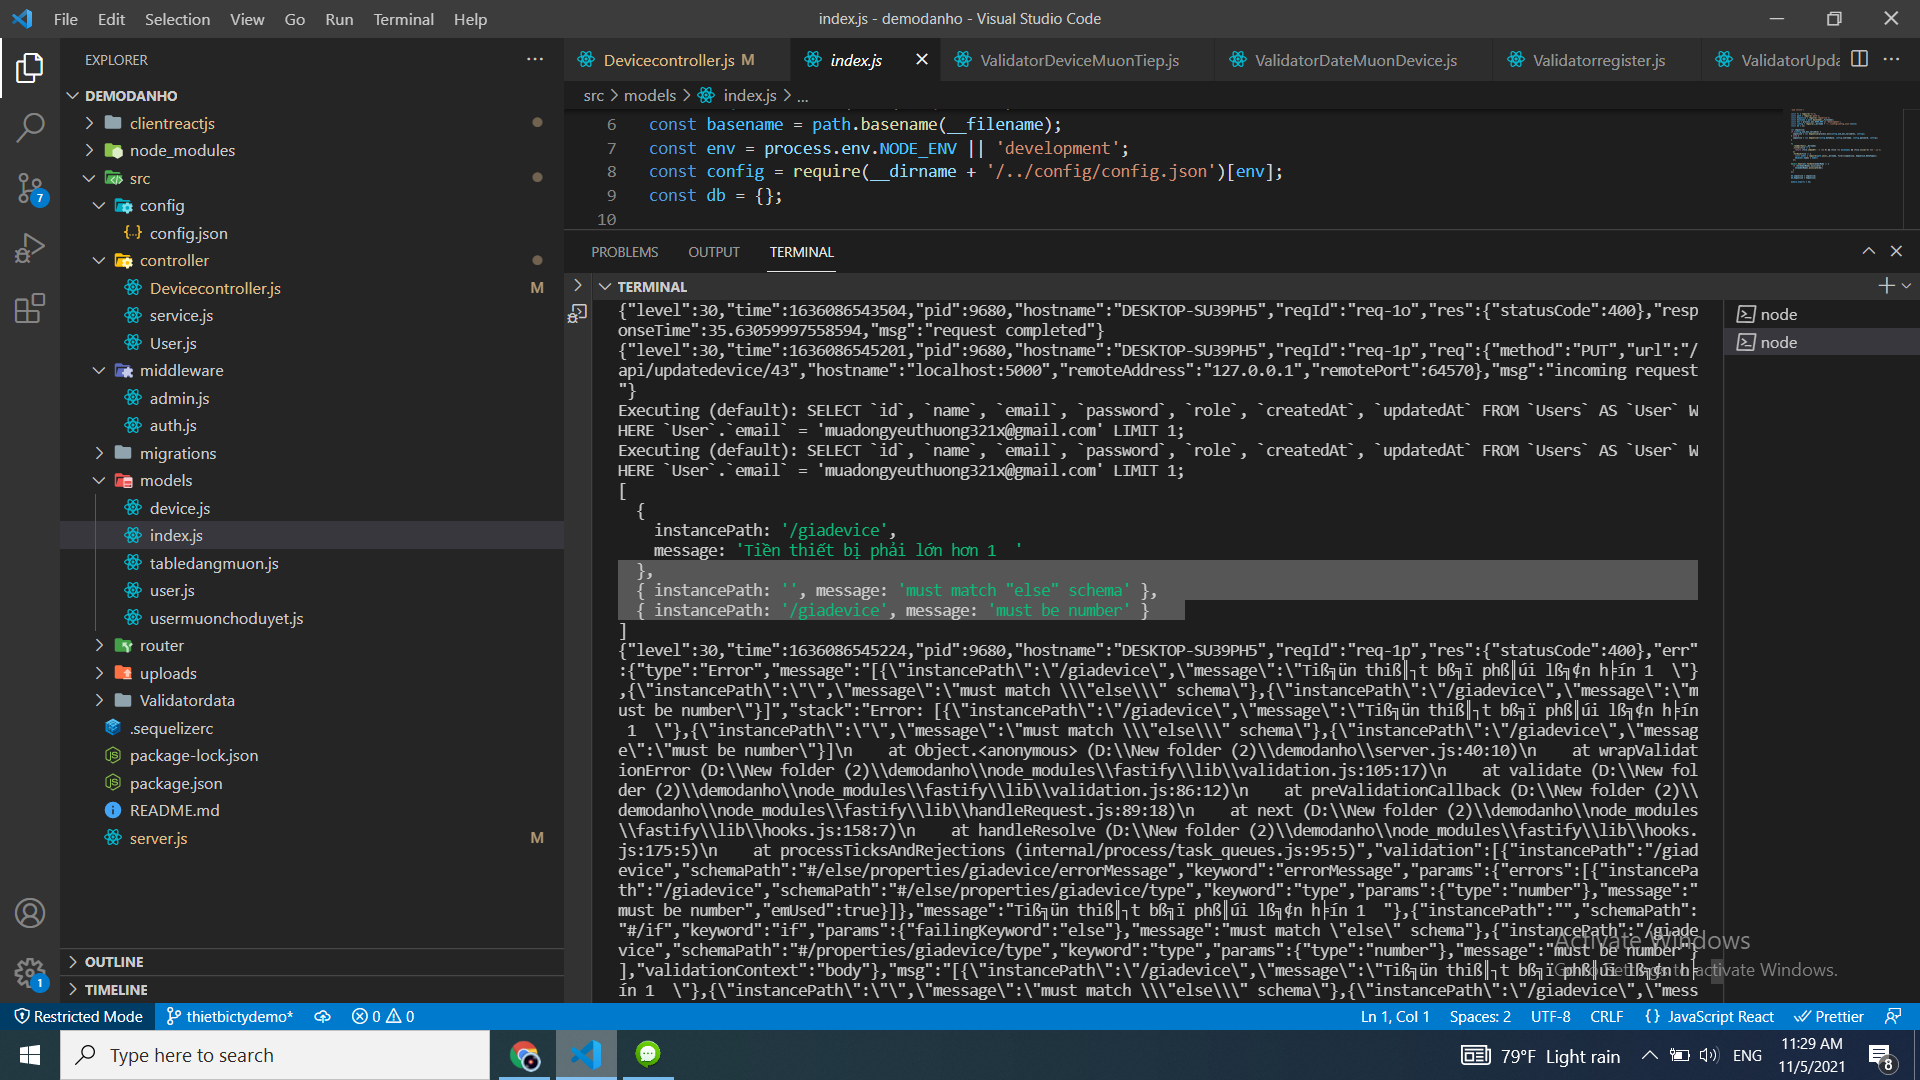 File Edit Selection View Go Run Terminal Help
index.js - demodanho - Visual Studio Code
EXPLORER
DEMODANHO
clientreactjs
node_modules
src
config
config.json
controller
Devicecontroller.js M
service.js
User.js
middleware
admin.js
auth.js
migrations
models
device.js
index.js
tabledangmuon.js
user.js
usermuonchoduyet.js
router
uploads
Validatordata
.sequelizerc
package-lock.json
package.json
README.md
server.js M
OUTLINE
TIMELINE
7
1
Devicecontroller.js M index.js ValidatorDeviceMuonTiep.js ValidatorDateMuonDevice.js Validatorregister.js ValidatorUpda
src > models > index.js > ...
6 const basename = path.basename(__filename);
7 const env = process.env.NODE_ENV || 'development';
8 const config = require(__dirname + '/../config/config.json')[env];
9 const db = {};
10
PROBLEMS OUTPUT TERMINAL
TERMINAL
node
node
{"level":30,"time":1636086543504,"pid":9680,"hostname":"DESKTOP-SU39PH5","reqId":"req-1o","res":{"statusCode":400},"resp
onseTime":35.63059997558594,"msg":"request completed"}
{"level":30,"time":1636086545201,"pid":9680,"hostname":"DESKTOP-SU39PH5","reqId":"req-1p","req":{"method":"PUT","url":"/
api/updatedevice/43","hostname":"localhost:5000","remoteAddress":"127.0.0.1","remotePort":64570},"msg":"incoming request
"}
Executing (default): SELECT `id`, `name`, `email`, `password`, `role`, `createdAt`, `updatedAt` FROM `Users` AS `User` W
HERE `User`.`email` = 'muadongyeuthuong321x@gmail.com' LIMIT 1;
Executing (default): SELECT `id`, `name`, `email`, `password`, `role`, `createdAt`, `updatedAt` FROM `Users` AS `User` W
HERE `User`.`email` = 'muadongyeuthuong321x@gmail.com' LIMIT 1;
[
{
instancePath: '/giadevice',
message: 'Tiền thiết bị phải lớn hơn 1  '
},
{ instancePath: '', message: 'must match "else" schema' },
{ instancePath: '/giadevice', message: 'must be number' }
]
{"level":30,"time":1636086545224,"pid":9680,"hostname":"DESKTOP-SU39PH5","reqId":"req-1p","res":{"statusCode":400},"err"
:{"type":"Error","message":"[{\"instancePath\":\"/giadevice\",\"message\":\"Tiß╗ün thiß║┐t bß╗ï phß║úi lß╗¢n h╞ín 1  \"}
,{\"instancePath\":\"\",\"message\":\"must match \\\"else\\\" schema\"},{\"instancePath\":\"/giadevice\",\"message\":\"m
ust be number\"}]","stack":"Error: [{\"instancePath\":\"/giadevice\",\"message\":\"Tiß╗ün thiß║┐t bß╗ï phß║úi lß╗¢n h╞ín
1  \"},{\"instancePath\":\"\",\"message\":\"must match \\\"else\\\" schema\"},{\"instancePath\":\"/giadevice\",\"messag
e\":\"must be number\"}]\n    at Object.<anonymous> (D:\\New folder (2)\\demodanho\\server.js:40:10)\n    at wrapValidat
ionError (D:\\New folder (2)\\demodanho\\node_modules\\fastify\\lib\\validation.js:105:17)\n    at validate (D:\\New fol
der (2)\\demodanho\\node_modules\\fastify\\lib\\validation.js:86:12)\n    at preValidationCallback (D:\\New folder (2)\\
demodanho\\node_modules\\fastify\\lib\\handleRequest.js:89:18)\n    at next (D:\\New folder (2)\\demodanho\\node_modules
\\fastify\\lib\\hooks.js:158:7)\n    at handleResolve (D:\\New folder (2)\\demodanho\\node_modules\\fastify\\lib\\hooks.
js:175:5)\n    at processTicksAndRejections (internal/process/task_queues.js:95:5)","validation":[{"instancePath":"/giad
evice","schemaPath":"#/else/properties/giadevice/errorMessage","keyword":"errorMessage","params":{"errors":[{"instancePa
th":"/giadevice","schemaPath":"#/else/properties/giadevice/type","keyword":"type","params":{"type":"number"},"message":"
must be number","emUsed":true}]},"message":"Tiß╗ün thiß║┐t bß╗ï phß║úi lß╗¢n h╞ín 1  "},{"instancePath":"","schemaPath":
"#/if","keyword":"if","params":{"failingKeyword":"else"},"message":"must match \"else\" schema"},{"instancePath":"/giade
vice","schemaPath":"#/properties/giadevice/type","keyword":"type","params":{"type":"number"},"message":"must be number"}
],"validationContext":"body"},"msg":"[{\"instancePath\":\"/giadevice\",\"message\":\"Tiß╗ün thiß║┐t bß╗ï phß║úi lß╗¢n h╞
ín 1  \"},{\"instancePath\":\"\",\"message\":\"must match \\\"else\\\" schema\"},{\"instancePath\":\"/giadevice\",\"mess
Activate Windows
Go to Settings to activate Windows.
Restricted Mode thietbictydemo* 0 0 Ln 1, Col 1 Spaces: 2 UTF-8 CRLF {} JavaScript React Prettier
Type here to search 79°F Light rain ENG 11:29 AM
11/5/2021 8